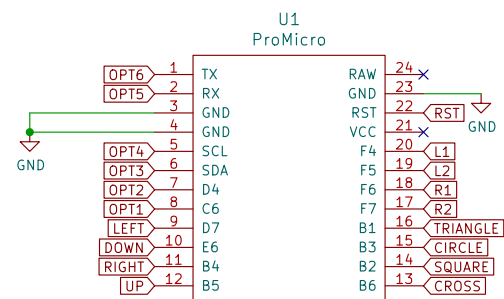 U1
ProMicro
OPT6 1 TX RAW 24
OPT5 2 RX GND 23
3 GND RST 22 RST
GND
4 GND VCC 21
GND
OPT4 5 SCL F4 20 L1
OPT3 6 SDA F5 19 L2
OPT2 7 D4 F6 18 R1
OPT1 8 C6 F7 17 R2
LEFT 9 D7 B1 16 TRIANGLE
DOWN 10 E6 B3 15 CIRCLE
RIGHT 11 B4 B2 14 SQUARE
UP 12 B5 B6 13 CROSS